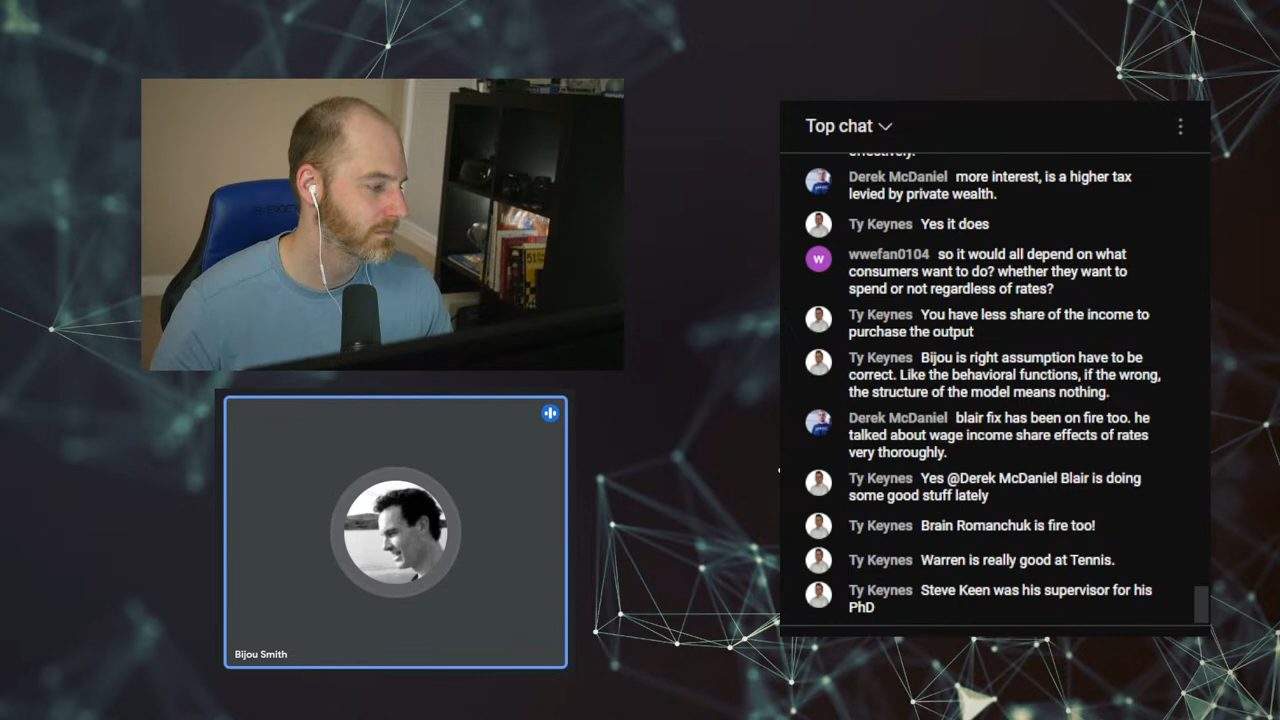 Top chat
effectively.
Derek McDaniel more interest, is a higher tax
levied by private wealth.
Ty Keynes Yes it does
W
wwefan0104 so it would all depend on what
consumers want to do? whether they want to
spend or not regardless of rates?
Ty Keynes You have less share of the income to
purchase the output
Ty Keynes Bijou is right assumption have to be
correct. Like the behavioral functions, if the wrong,
the structure of the model means nothing.
Derek McDaniel blair fix has been on fire too. he
talked about wage income share effects of rates
very thoroughly.
Ty Keynes Yes @Derek McDaniel Blair is doing
some good stuff lately
Ty Keynes Brain Romanchuk is fire too!
Ty Keynes Warren is really good at Tennis.
Ty Keynes Steve Keen was his supervisor for his
PhD
Bijou Smith